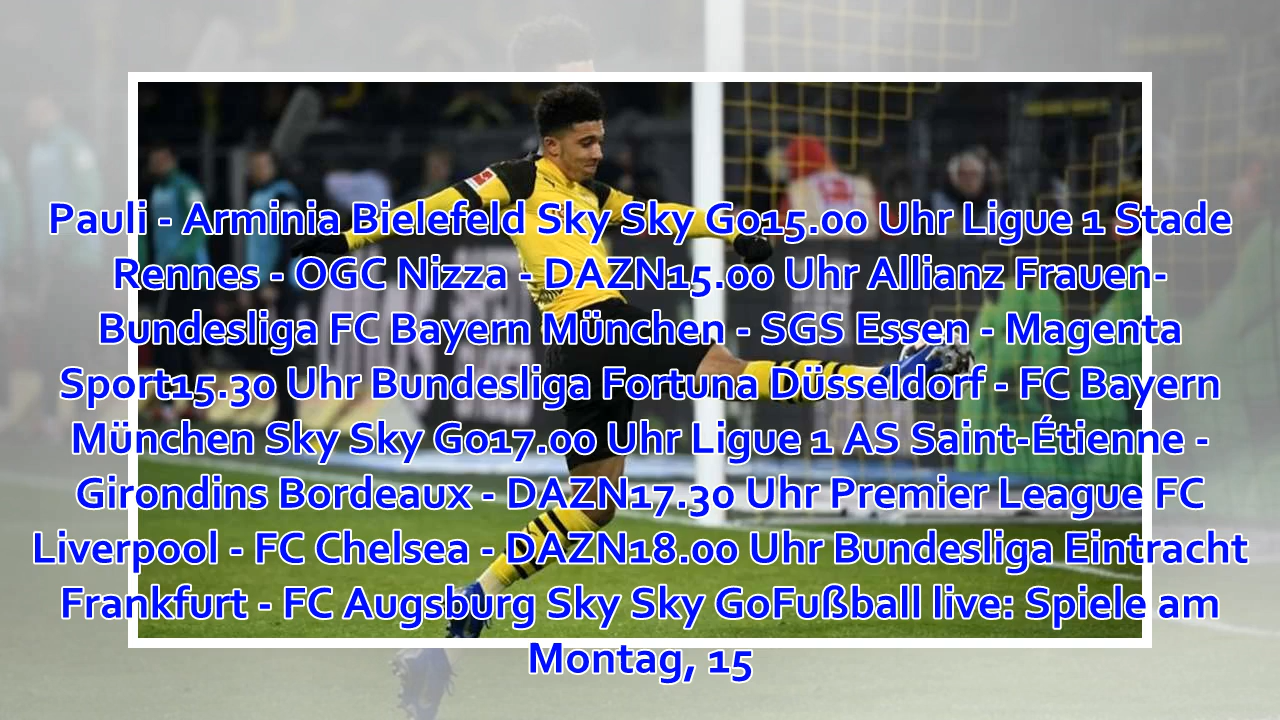 Pauli - Arminia Bielefeld Sky Sky Go15.00 Uhr Ligue 1 Stade
Rennes - OGC Nizza - DAZN15.00 Uhr Allianz Frauen-
Bundesliga FC Bayern München - SGS Essen - Magenta
Sport15.30 Uhr Bundesliga Fortuna Düsseldorf - FC Bayern
München Sky Sky Go17.00 Uhr Ligue 1 AS Saint-Étienne -
Girondins Bordeaux - DAZN17.30 Uhr Premier League FC
Liverpool - FC Chelsea - DAZN18.00 Uhr Bundesliga Eintracht
Frankfurt - FC Augsburg Sky Sky GoFußball live: Spiele am
Montag, 15